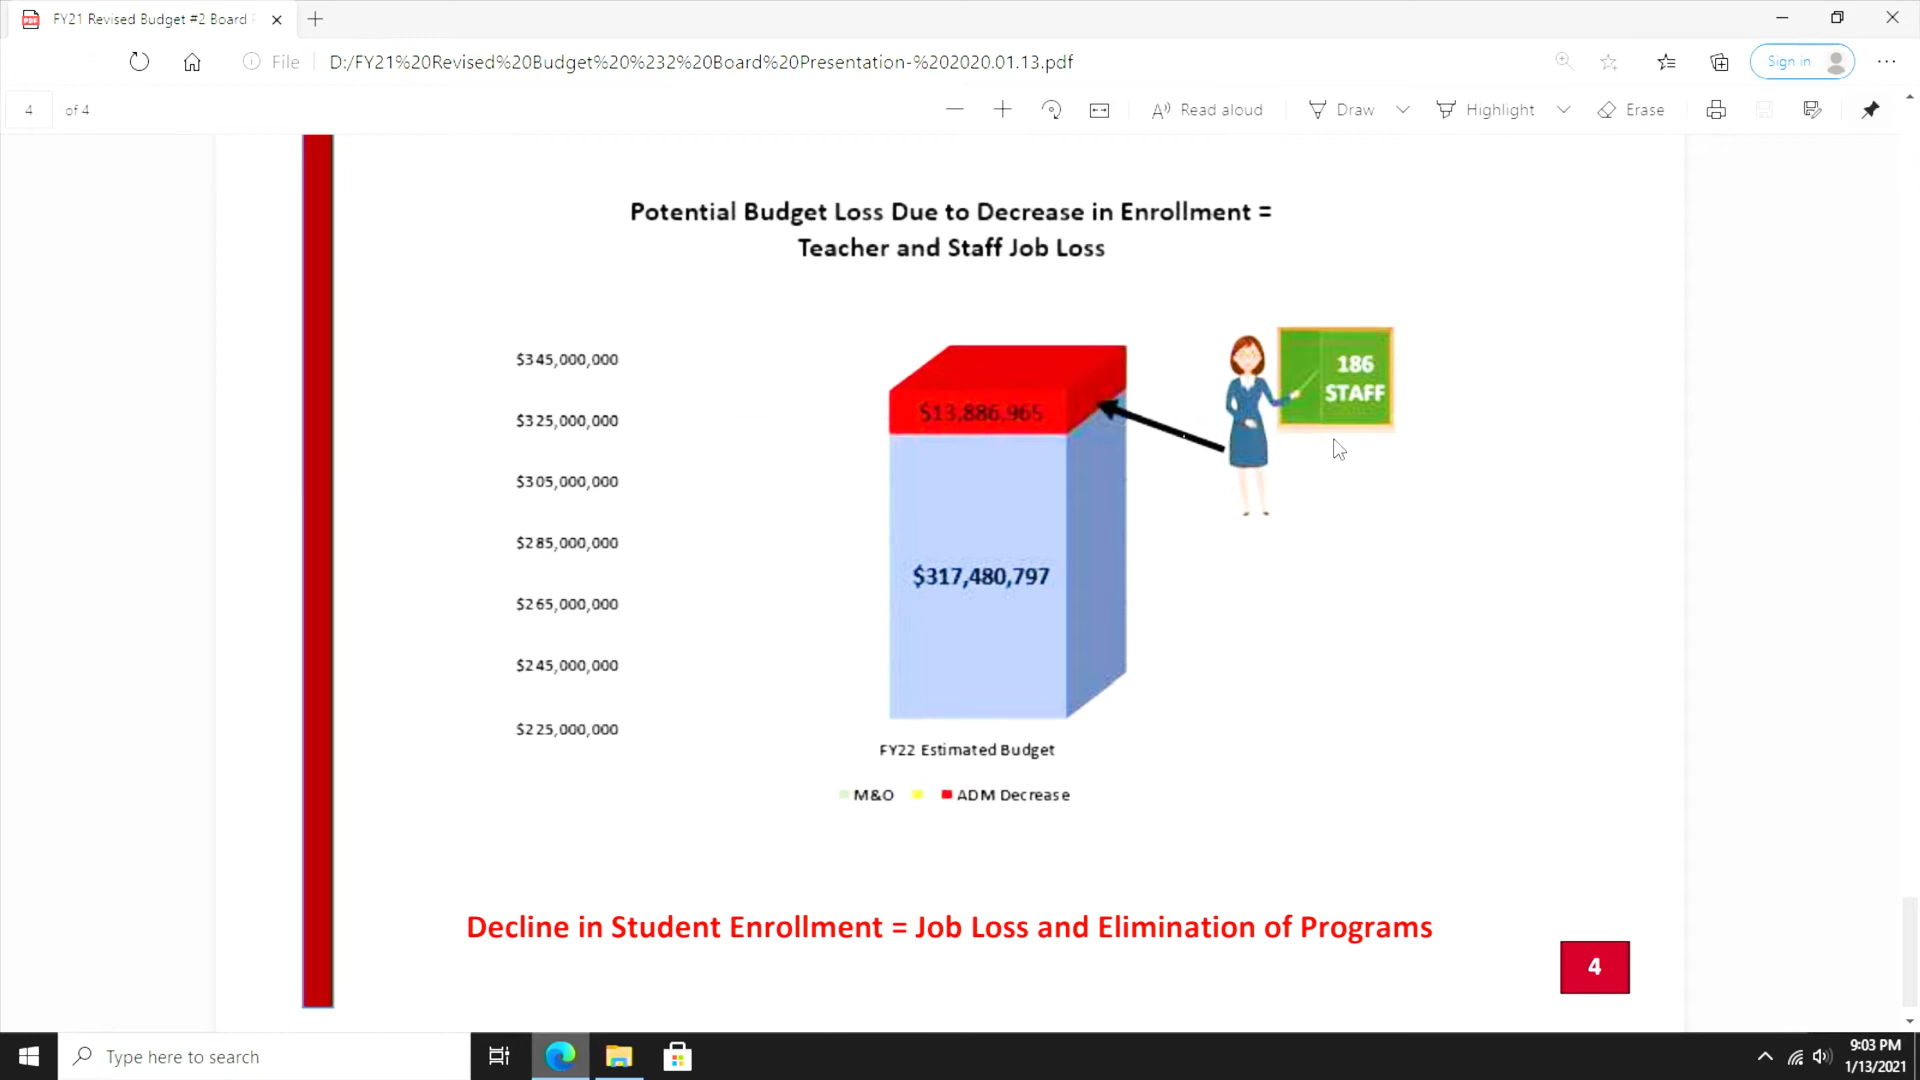 FY21 Revised Budget #2 Board
File
D:/FY21%20Revised%20Budget%20%232%20Board%20Presentation-%202020.01.13.pdf
Sign in
4 of 4
Read aloud
Draw
Highlight
Erase
Potential Budget Loss Due to Decrease in Enrollment =
Teacher and Staff Job Loss
$345,000,000
$325,000,000
$305,000,000
$285,000,000
$265,000,000
$245,000,000
$225,000,000
$13,886,965
$317,480,797
186
STAFF
FY22 Estimated Budget
M&O
ADM Decrease
Decline in Student Enrollment = Job Loss and Elimination of Programs
4
Type here to search
9:03 PM
1/13/2021